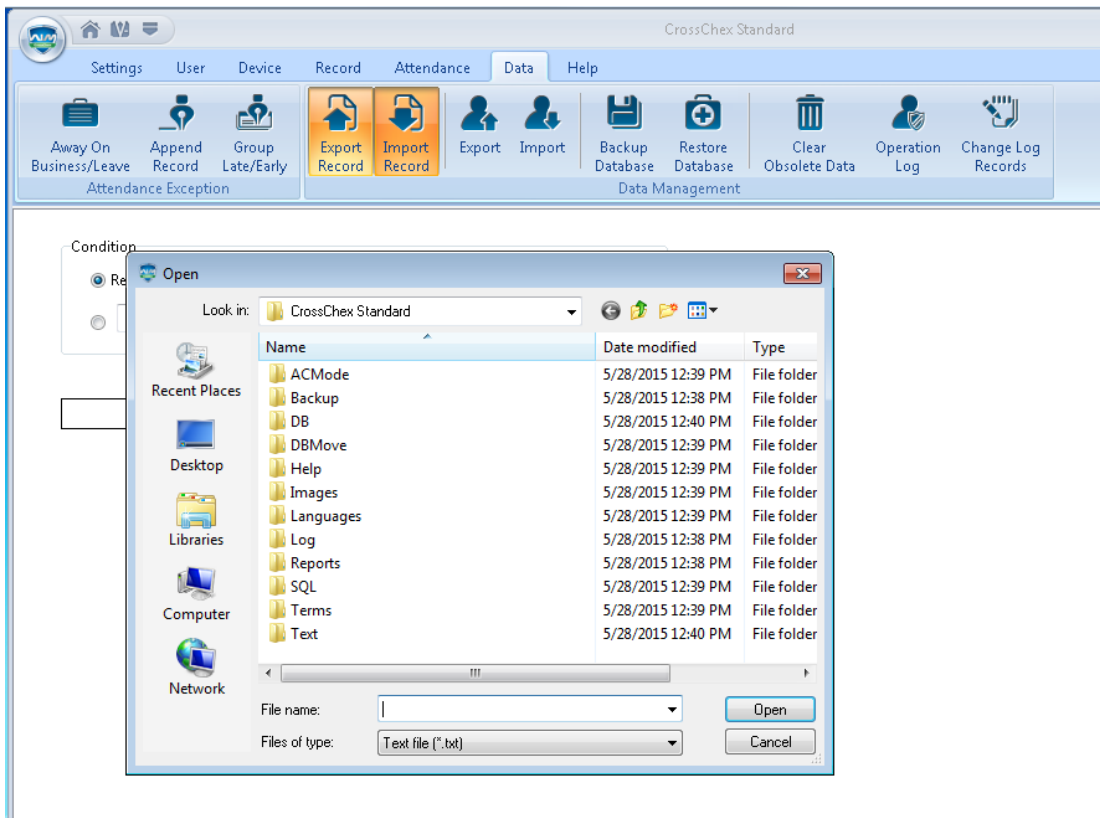 CrossChex Standard
Settings User Device Record Attendance Data Help
Away On Business/Leave
Append Record
Group Late/Early
Export Record
Import Record
Export
Import
Backup Database
Restore Database
Clear Obsolete Data
Operation Log
Change Log Records
Attendance Exception
Data Management
Condition
Re
Open
Look in: CrossChex Standard
Name Date modified Type
ACMode 5/28/2015 12:39 PM File folder
Backup 5/28/2015 12:38 PM File folder
DB 5/28/2015 12:40 PM File folder
DBMove 5/28/2015 12:39 PM File folder
Help 5/28/2015 12:39 PM File folder
Images 5/28/2015 12:39 PM File folder
Languages 5/28/2015 12:39 PM File folder
Log 5/28/2015 12:38 PM File folder
Reports 5/28/2015 12:38 PM File folder
SQL 5/28/2015 12:39 PM File folder
Terms 5/28/2015 12:39 PM File folder
Text 5/28/2015 12:40 PM File folder
Recent Places
Desktop
Libraries
Computer
Network
File name: Open
Files of type: Text file (*.txt) Cancel